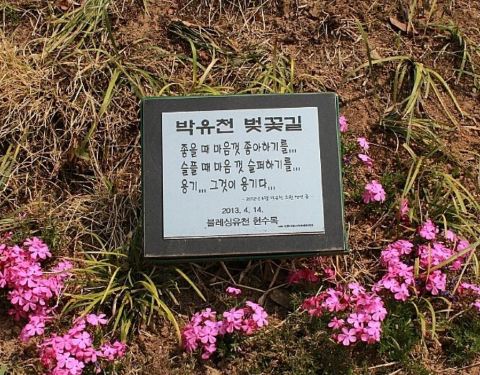 박유천 벚꽃길
좋을 때 마음껏 좋아하기를,,,
슬플 때 마음 껏 슬퍼하기를,,,
용기,,, 그것이 용기다,,,
2013. 4. 14.
블레싱유천 현수목